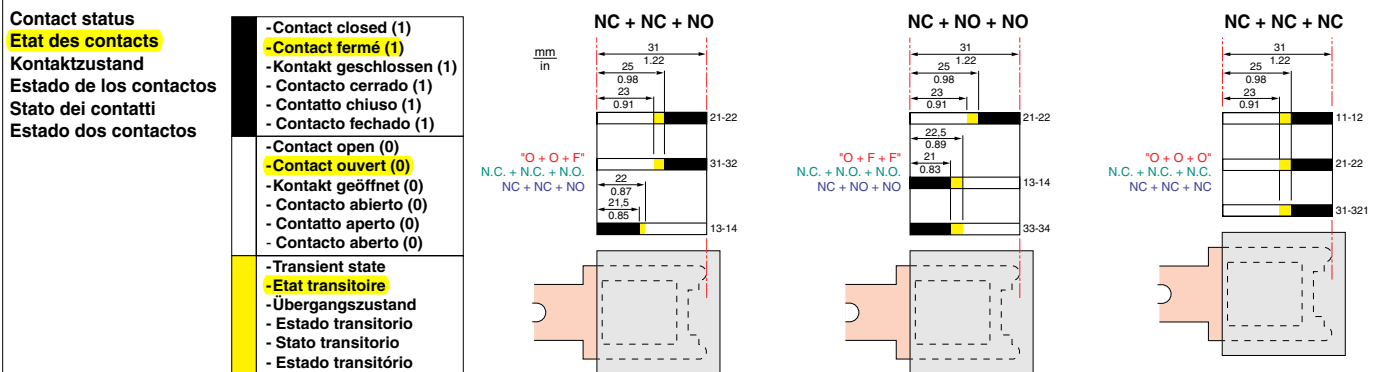 Contact status
Etat des contacts
Kontaktzustand
Estado de los contactos
Stato dei contatti
Estado dos contactos
-Contact closed (1)
-Contact fermé (1)
-Kontakt geschlossen (1)
- Contacto cerrado (1)
- Contatto chiuso (1)
- Contacto fechado (1)
-Contact open (0)
-Contact ouvert (0)
-Kontakt geöffnet (0)
- Contacto abierto (0)
- Contatto aperto (0)
- Contacto aberto (0)
-Transient state
-Etat transitoire
-Übergangszustand
- Estado transitorio
- Stato transitorio
- Estado transitório
mm
in
NC + NC + NO
31
1.22
25
0.98
23
0.91
21-22
"O + O + F"
N.C. + N.C. + N.O.
NC + NC + NO
31-32
22
0.87
21,5
0.85
13-14
NC + NO + NO
31
1.22
25
0.98
23
0.91
21-22
22,5
0.89
"O + F + F"
N.C. + N.O. + N.O.
NC + NO + NO
21
0.83
13-14
33-34
NC + NC + NC
31
1.22
25
0.98
23
0.91
11-12
"O + O + O"
N.C. + N.C. + N.C.
NC + NC + NC
21-22
31-321